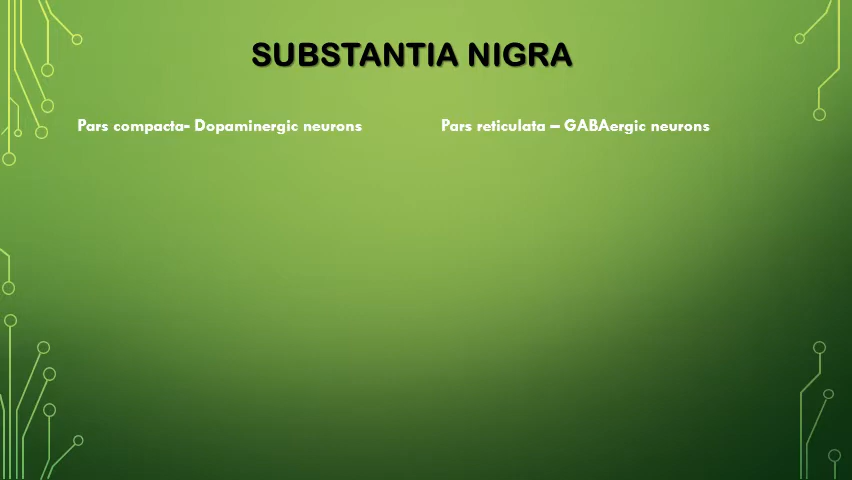 SUBSTANTIA NIGRA
Pars compacta- Dopaminergic neurons
Pars reticulata – GABAergic neurons